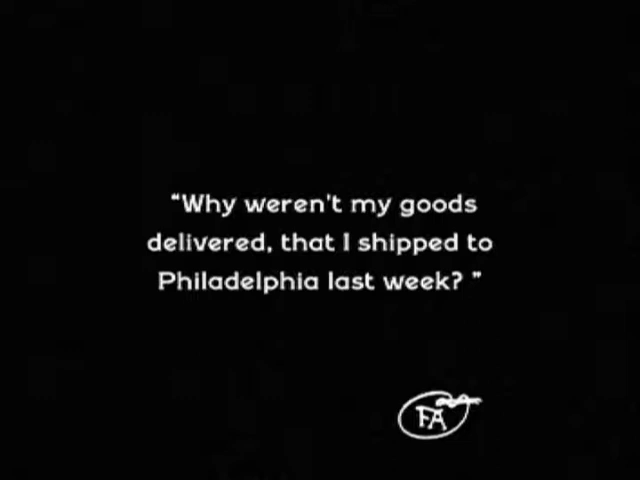 “Why weren't my goods
delivered, that I shipped to
Philadelphia last week? ”
FA